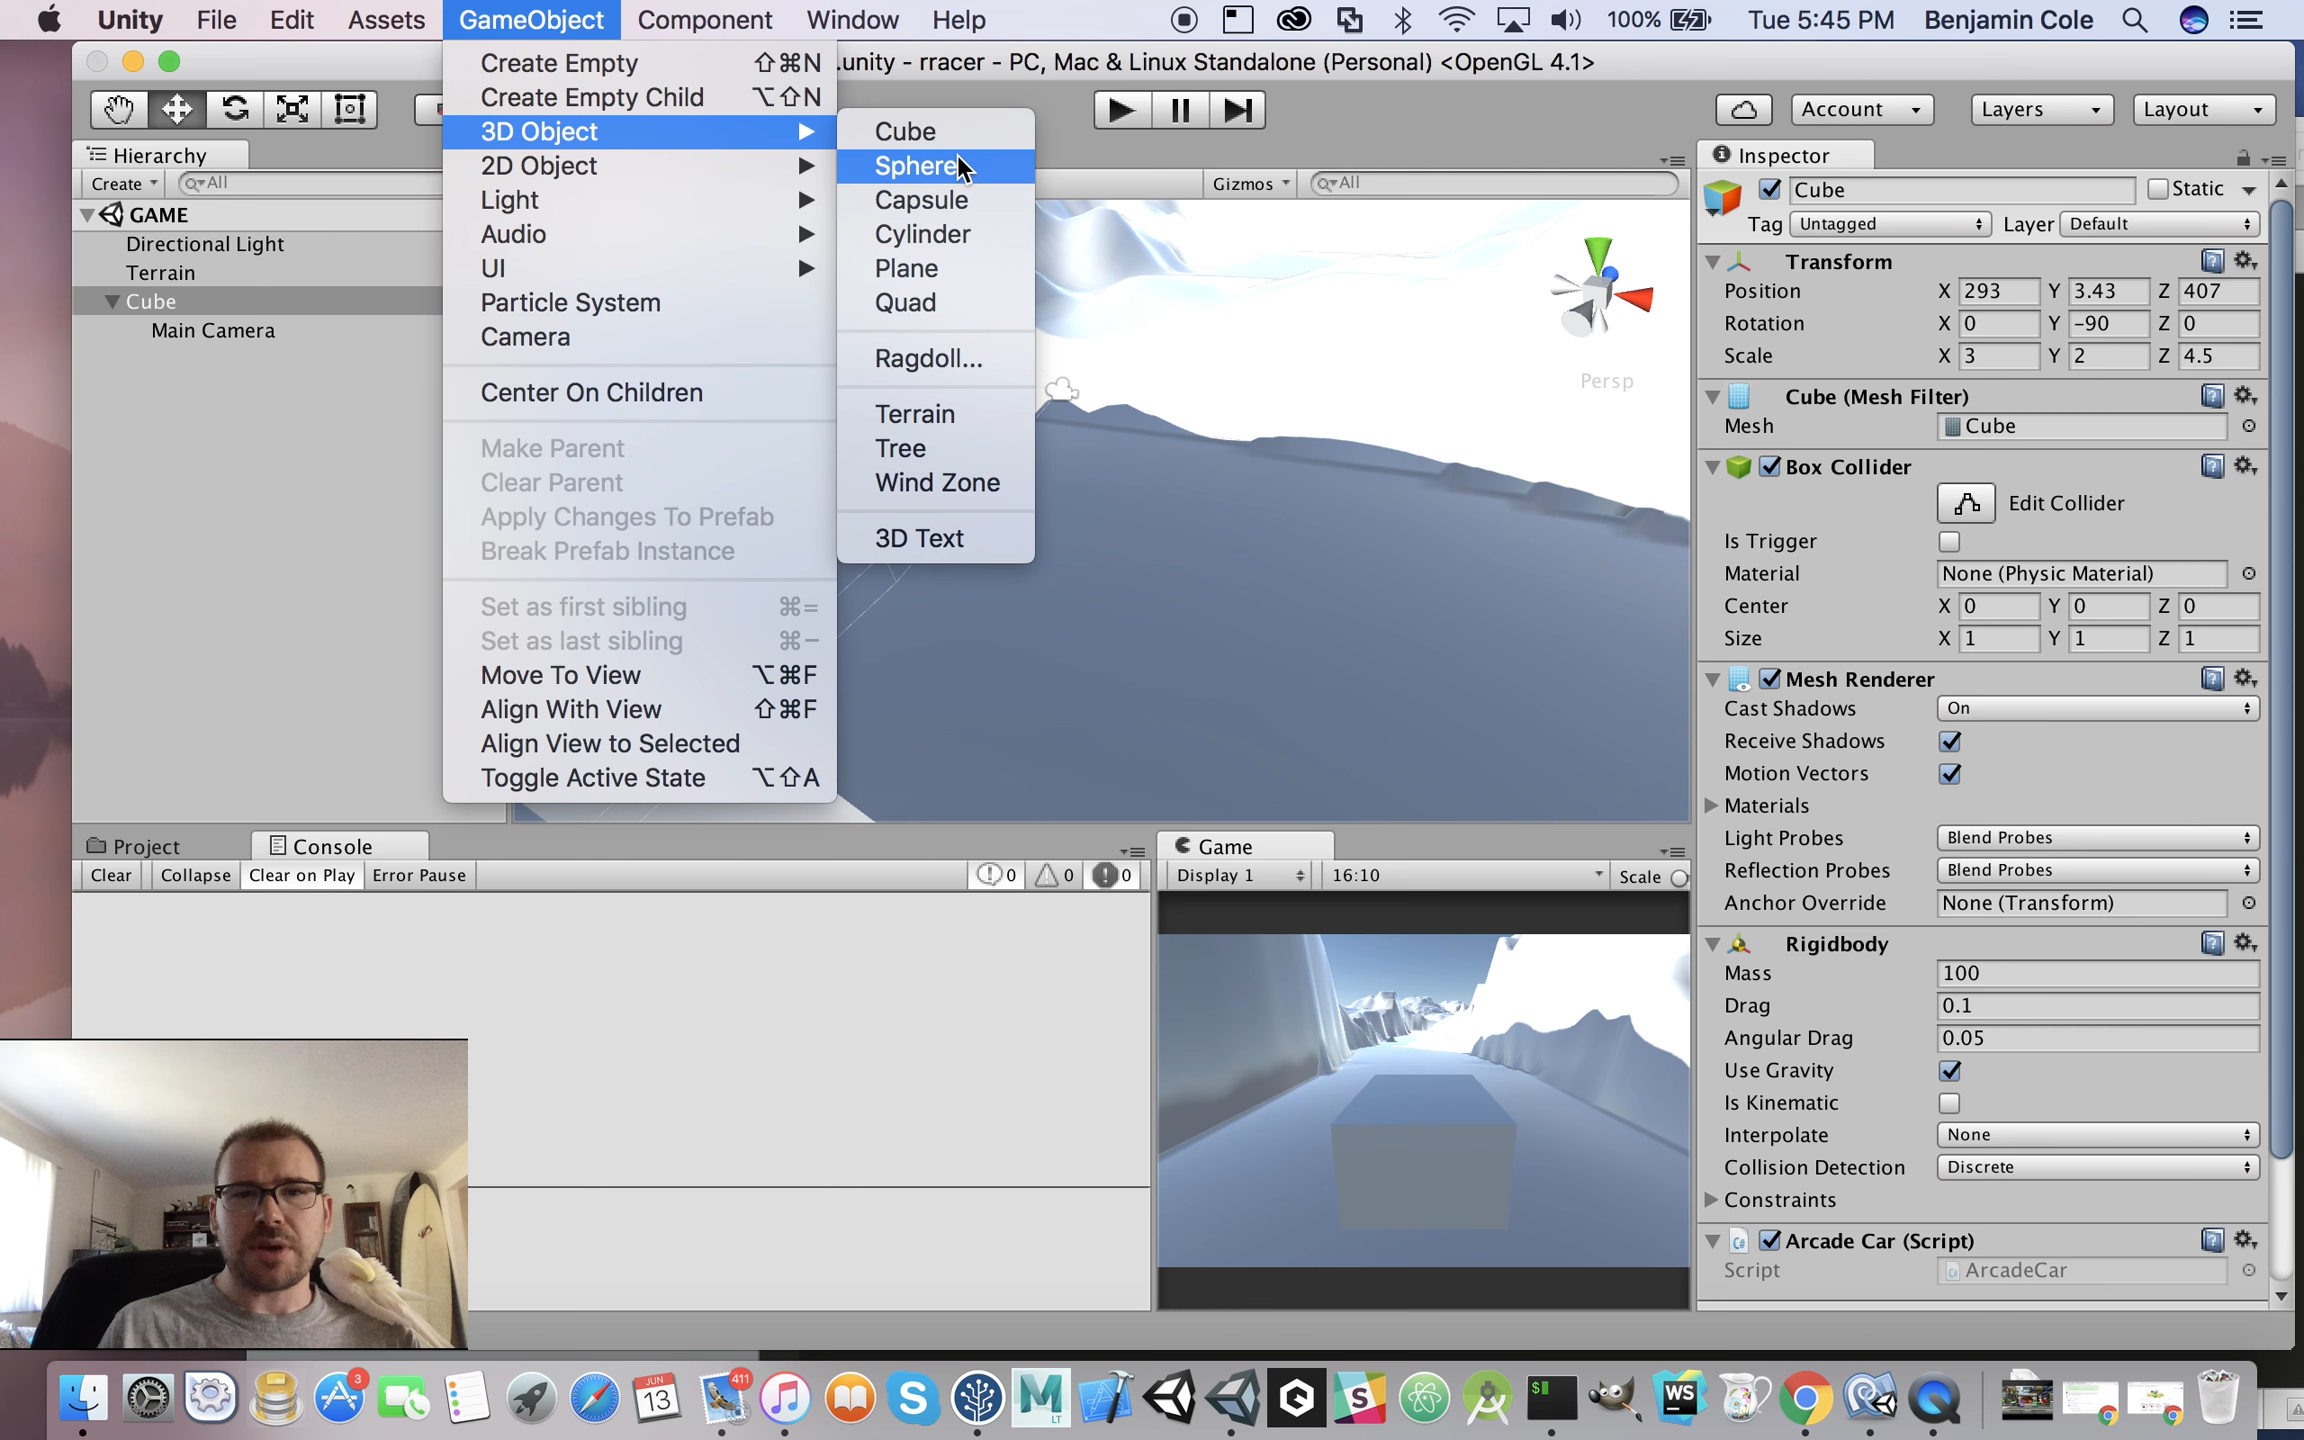 Unity File Edit Assets GameObject Component Window Help 100% Tue 5:45 PM Benjamin Cole
.unity - rracer - PC, Mac & Linux Standalone (Personal) <OpenGL 4.1>
Account Layers Layout
Create Empty ⇧⌘N
Create Empty Child ⌥⇧N
3D Object
2D Object
Light
Audio
UI
Particle System
Camera
Center On Children
Make Parent
Clear Parent
Apply Changes To Prefab
Break Prefab Instance
Set as first sibling ⌘=
Set as last sibling ⌘-
Move To View ⌥⌘F
Align With View ⇧⌘F
Align View to Selected
Toggle Active State ⌥⇧A
Cube
Sphere
Capsule
Cylinder
Plane
Quad
Ragdoll...
Terrain
Tree
Wind Zone
3D Text
Hierarchy
Create All
GAME
Directional Light
Terrain
Cube
Main Camera
Gizmos All
Persp
Inspector
Cube Static
Tag Untagged Layer Default
Transform
Position X 293 Y 3.43 Z 407
Rotation X 0 Y -90 Z 0
Scale X 3 Y 2 Z 4.5
Cube (Mesh Filter)
Mesh Cube
Box Collider
Edit Collider
Is Trigger
Material None (Physic Material)
Center X 0 Y 0 Z 0
Size X 1 Y 1 Z 1
Mesh Renderer
Cast Shadows On
Receive Shadows
Motion Vectors
Materials
Light Probes Blend Probes
Reflection Probes Blend Probes
Anchor Override None (Transform)
Rigidbody
Mass 100
Drag 0.1
Angular Drag 0.05
Use Gravity
Is Kinematic
Interpolate None
Collision Detection Discrete
Constraints
Arcade Car (Script)
Script ArcadeCar
Project Console
Clear Collapse Clear on Play Error Pause 0 0 0
Game
Display 1 16:10 Scale
3 JUN 13 411 S M LT $ WS Q